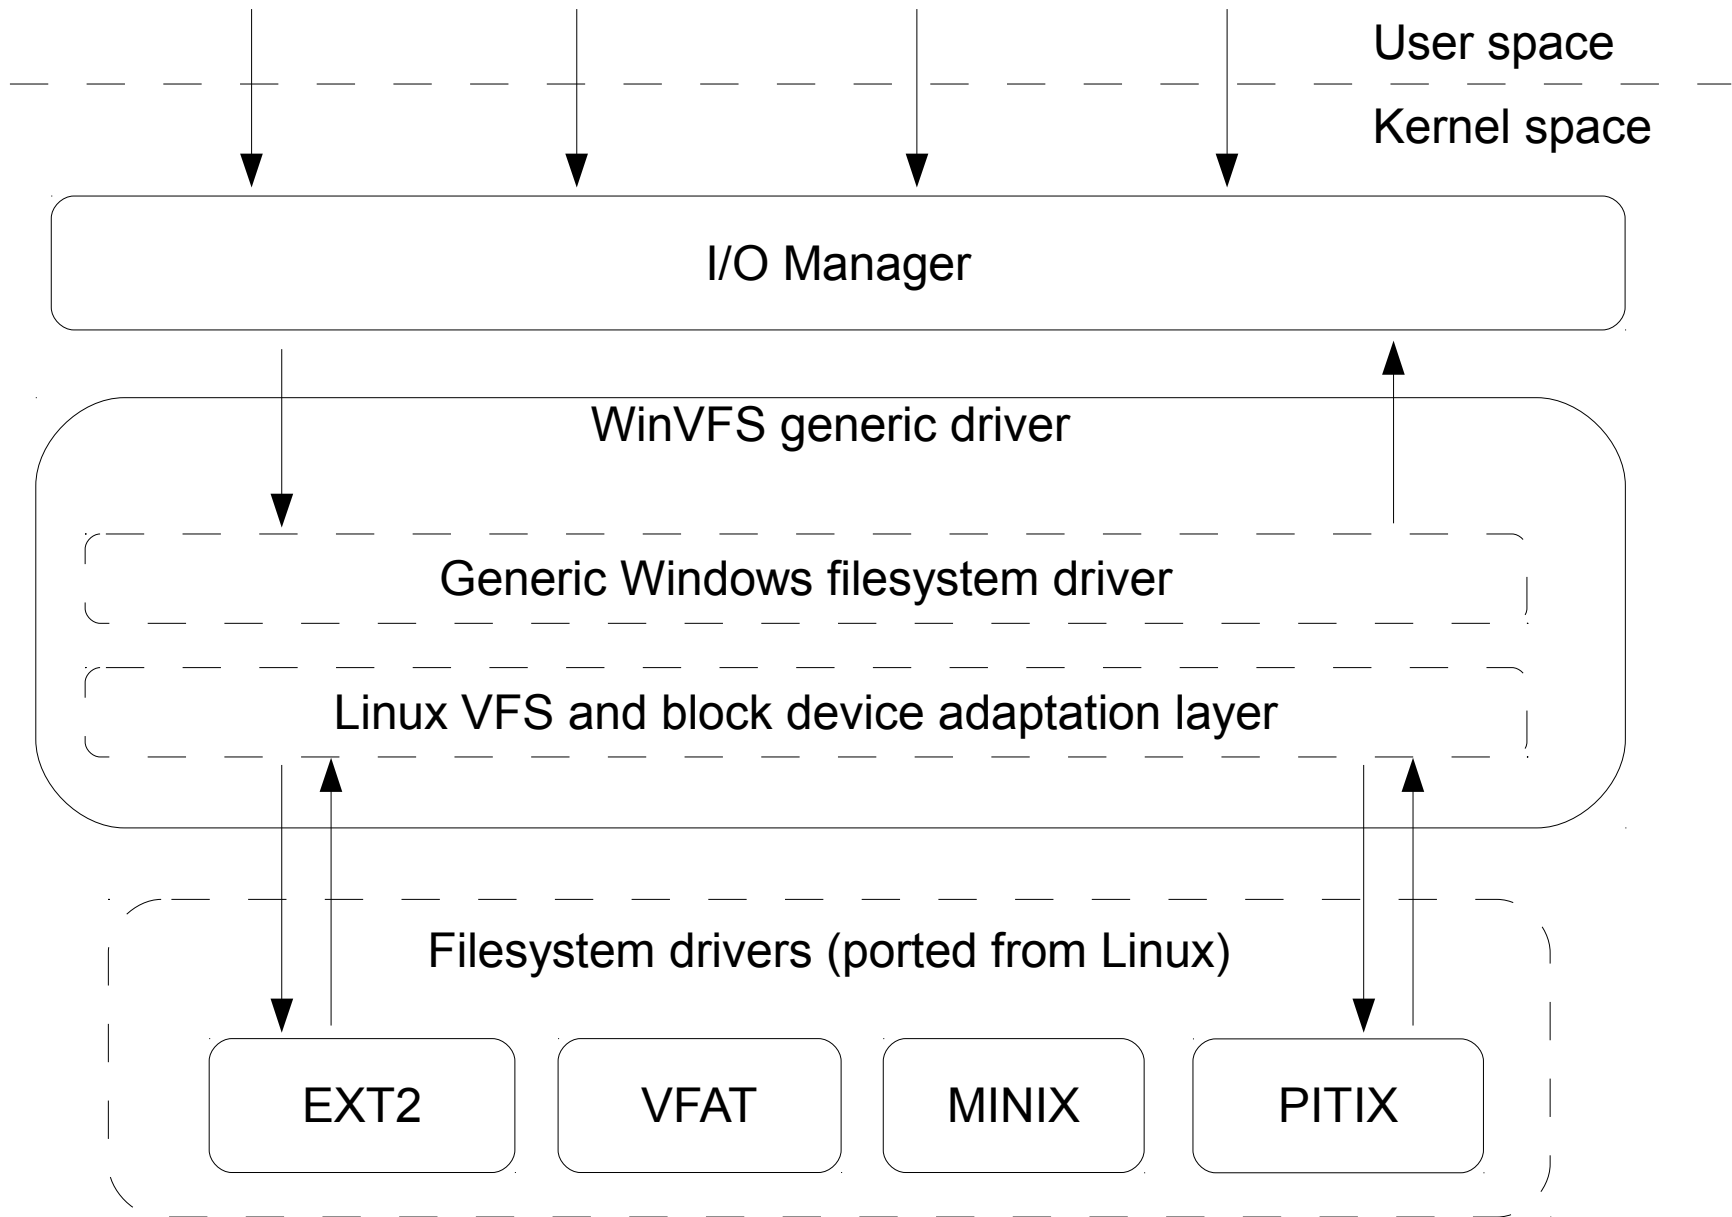 User space
Kernel space
I/O Manager
WinVFS generic driver
Generic Windows filesystem driver
Linux VFS and block device adaptation layer
Filesystem drivers (ported from Linux)
EXT2
VFAT
MINIX
PITIX